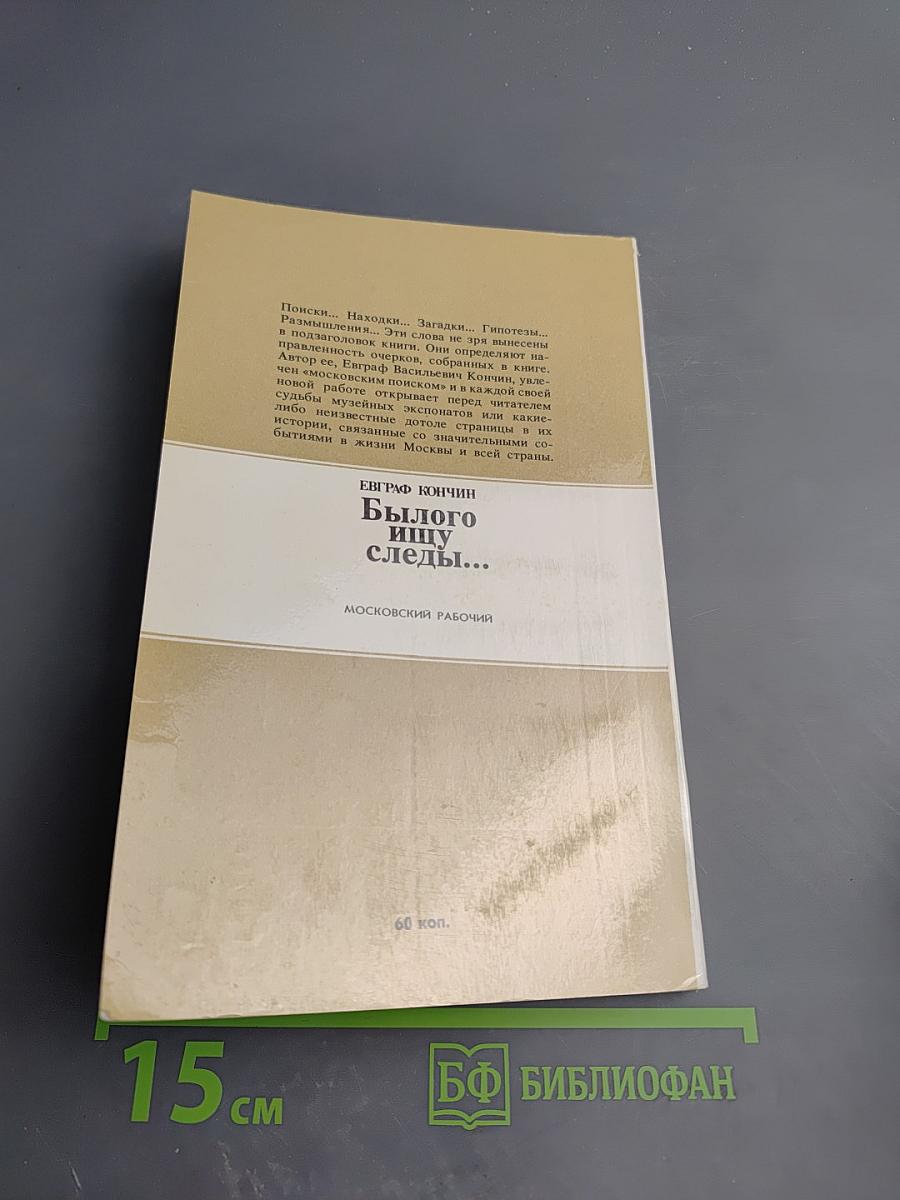 Поиски... Находки... Загадки... Гипотезы...
Размышления... Эти слова не зря вынесены
в подзаголовок книги. Они определяют на-
правленность очерков, собранных в книге.
Автор ее, Евграф Васильевич Кончин, увле-
чен «московским поиском» и в каждой своей
новой работе открывает перед читателем
судьбы музейных экспонатов или какие-
либо неизвестные дотоле страницы в их
истории, связанные со значительными со-
бытиями в жизни Москвы и всей страны.
ЕВГРАФ КОНЧИН
Былого
ищу
следы...
МОСКОВСКИЙ РАБОЧИЙ
60 коп.
15 см
БФ БИБЛИОФАН